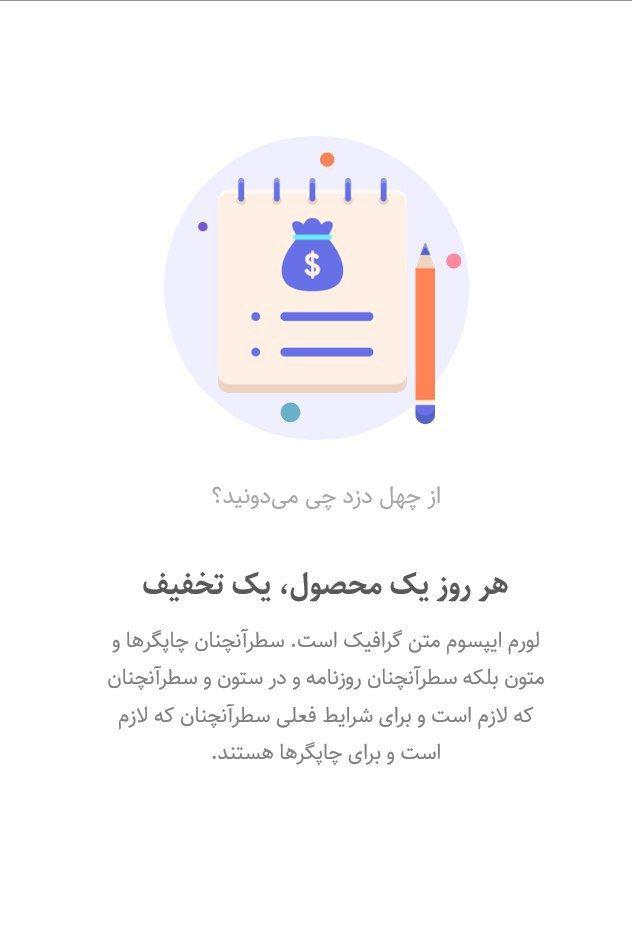 $
از چهل دزد چی می‌دونید؟
هر روز یک محصول، یک تخفیف
لورم ایپسوم متن گرافیک است. سطرآنچنان چاپگرها و
متون بلکه سطرآنچنان روزنامه و در ستون و سطرآنچنان
که لازم است و برای شرایط فعلی سطرآنچنان که لازم
است و برای چاپگرها هستند.